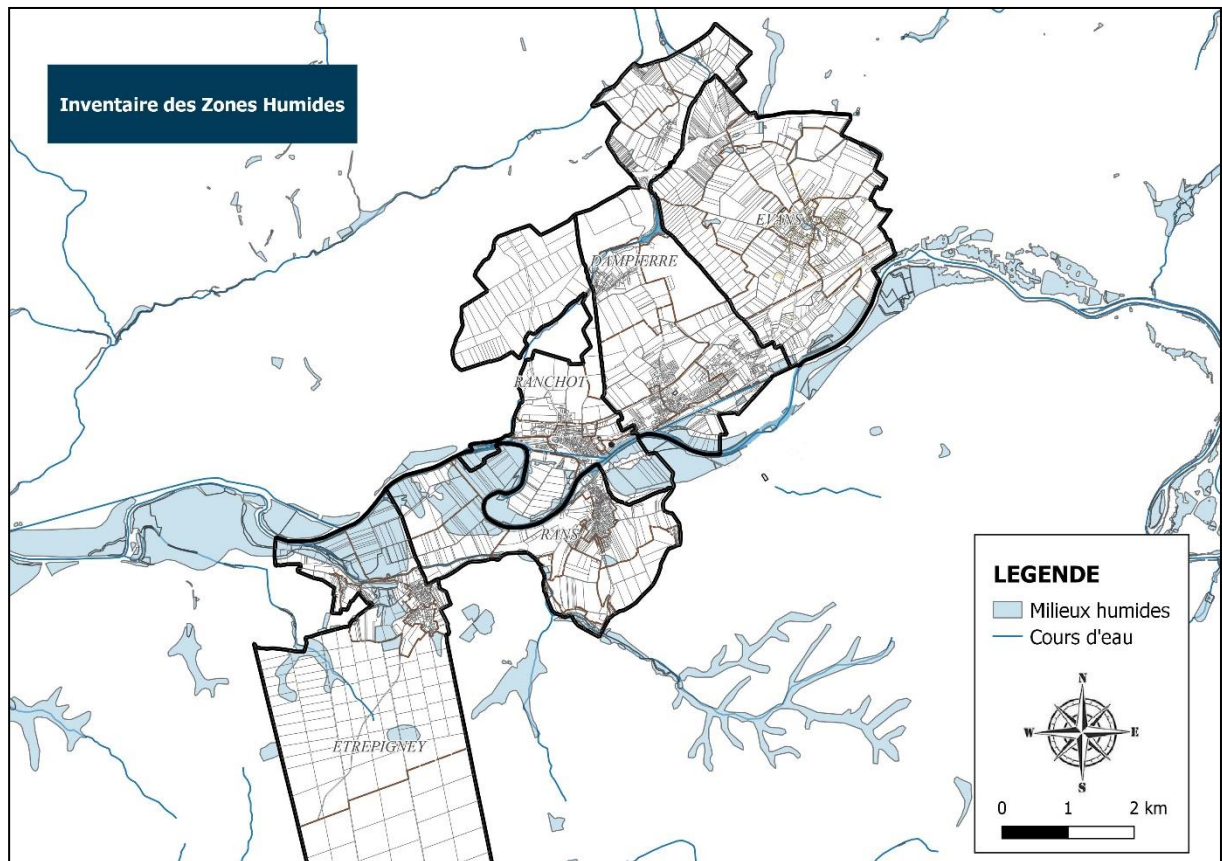 Inventaire des Zones Humides
EVANS
DAMPIERRE
RANCHOT
RANS
ETREPIGNEY
LEGENDE
Milieux humides
Cours d'eau
N
W
E
S
0 1 2 km